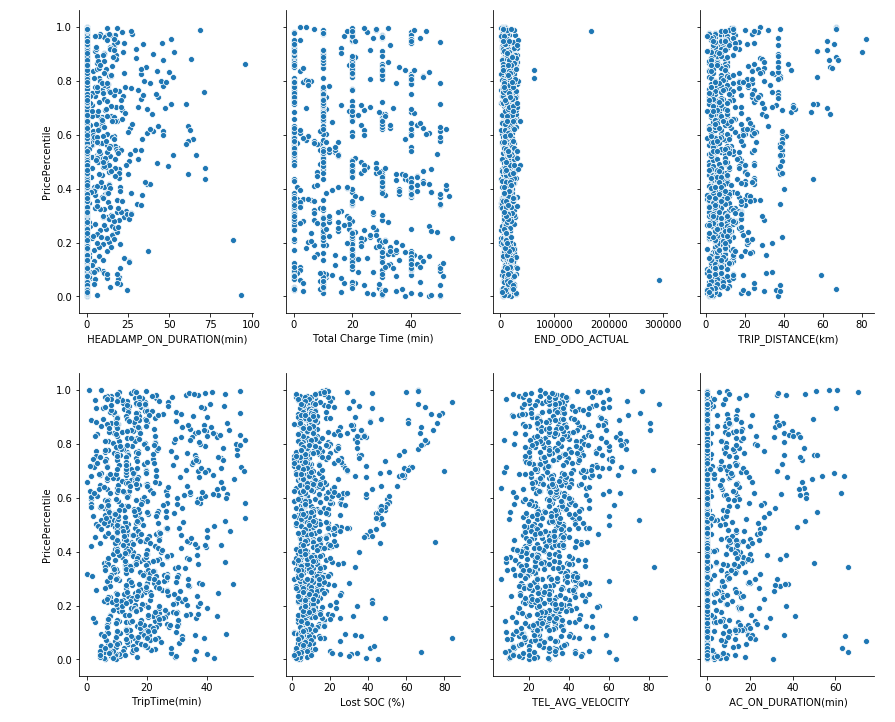 PricePercentile
1.0
0.8
0.6
0.4
0.2
0.0
0 25 50 75 100
HEADLAMP_ON_DURATION(min)
0 20 40
Total Charge Time (min)
0 100000 200000 300000
END_ODO_ACTUAL
0 20 40 60 80
TRIP_DISTANCE(km)
PricePercentile
1.0
0.8
0.6
0.4
0.2
0.0
0 20 40
TripTime(min)
0 20 40 60 80
Lost SOC (%)
20 40 60 80
TEL_AVG_VELOCITY
0 20 40 60
AC_ON_DURATION(min)